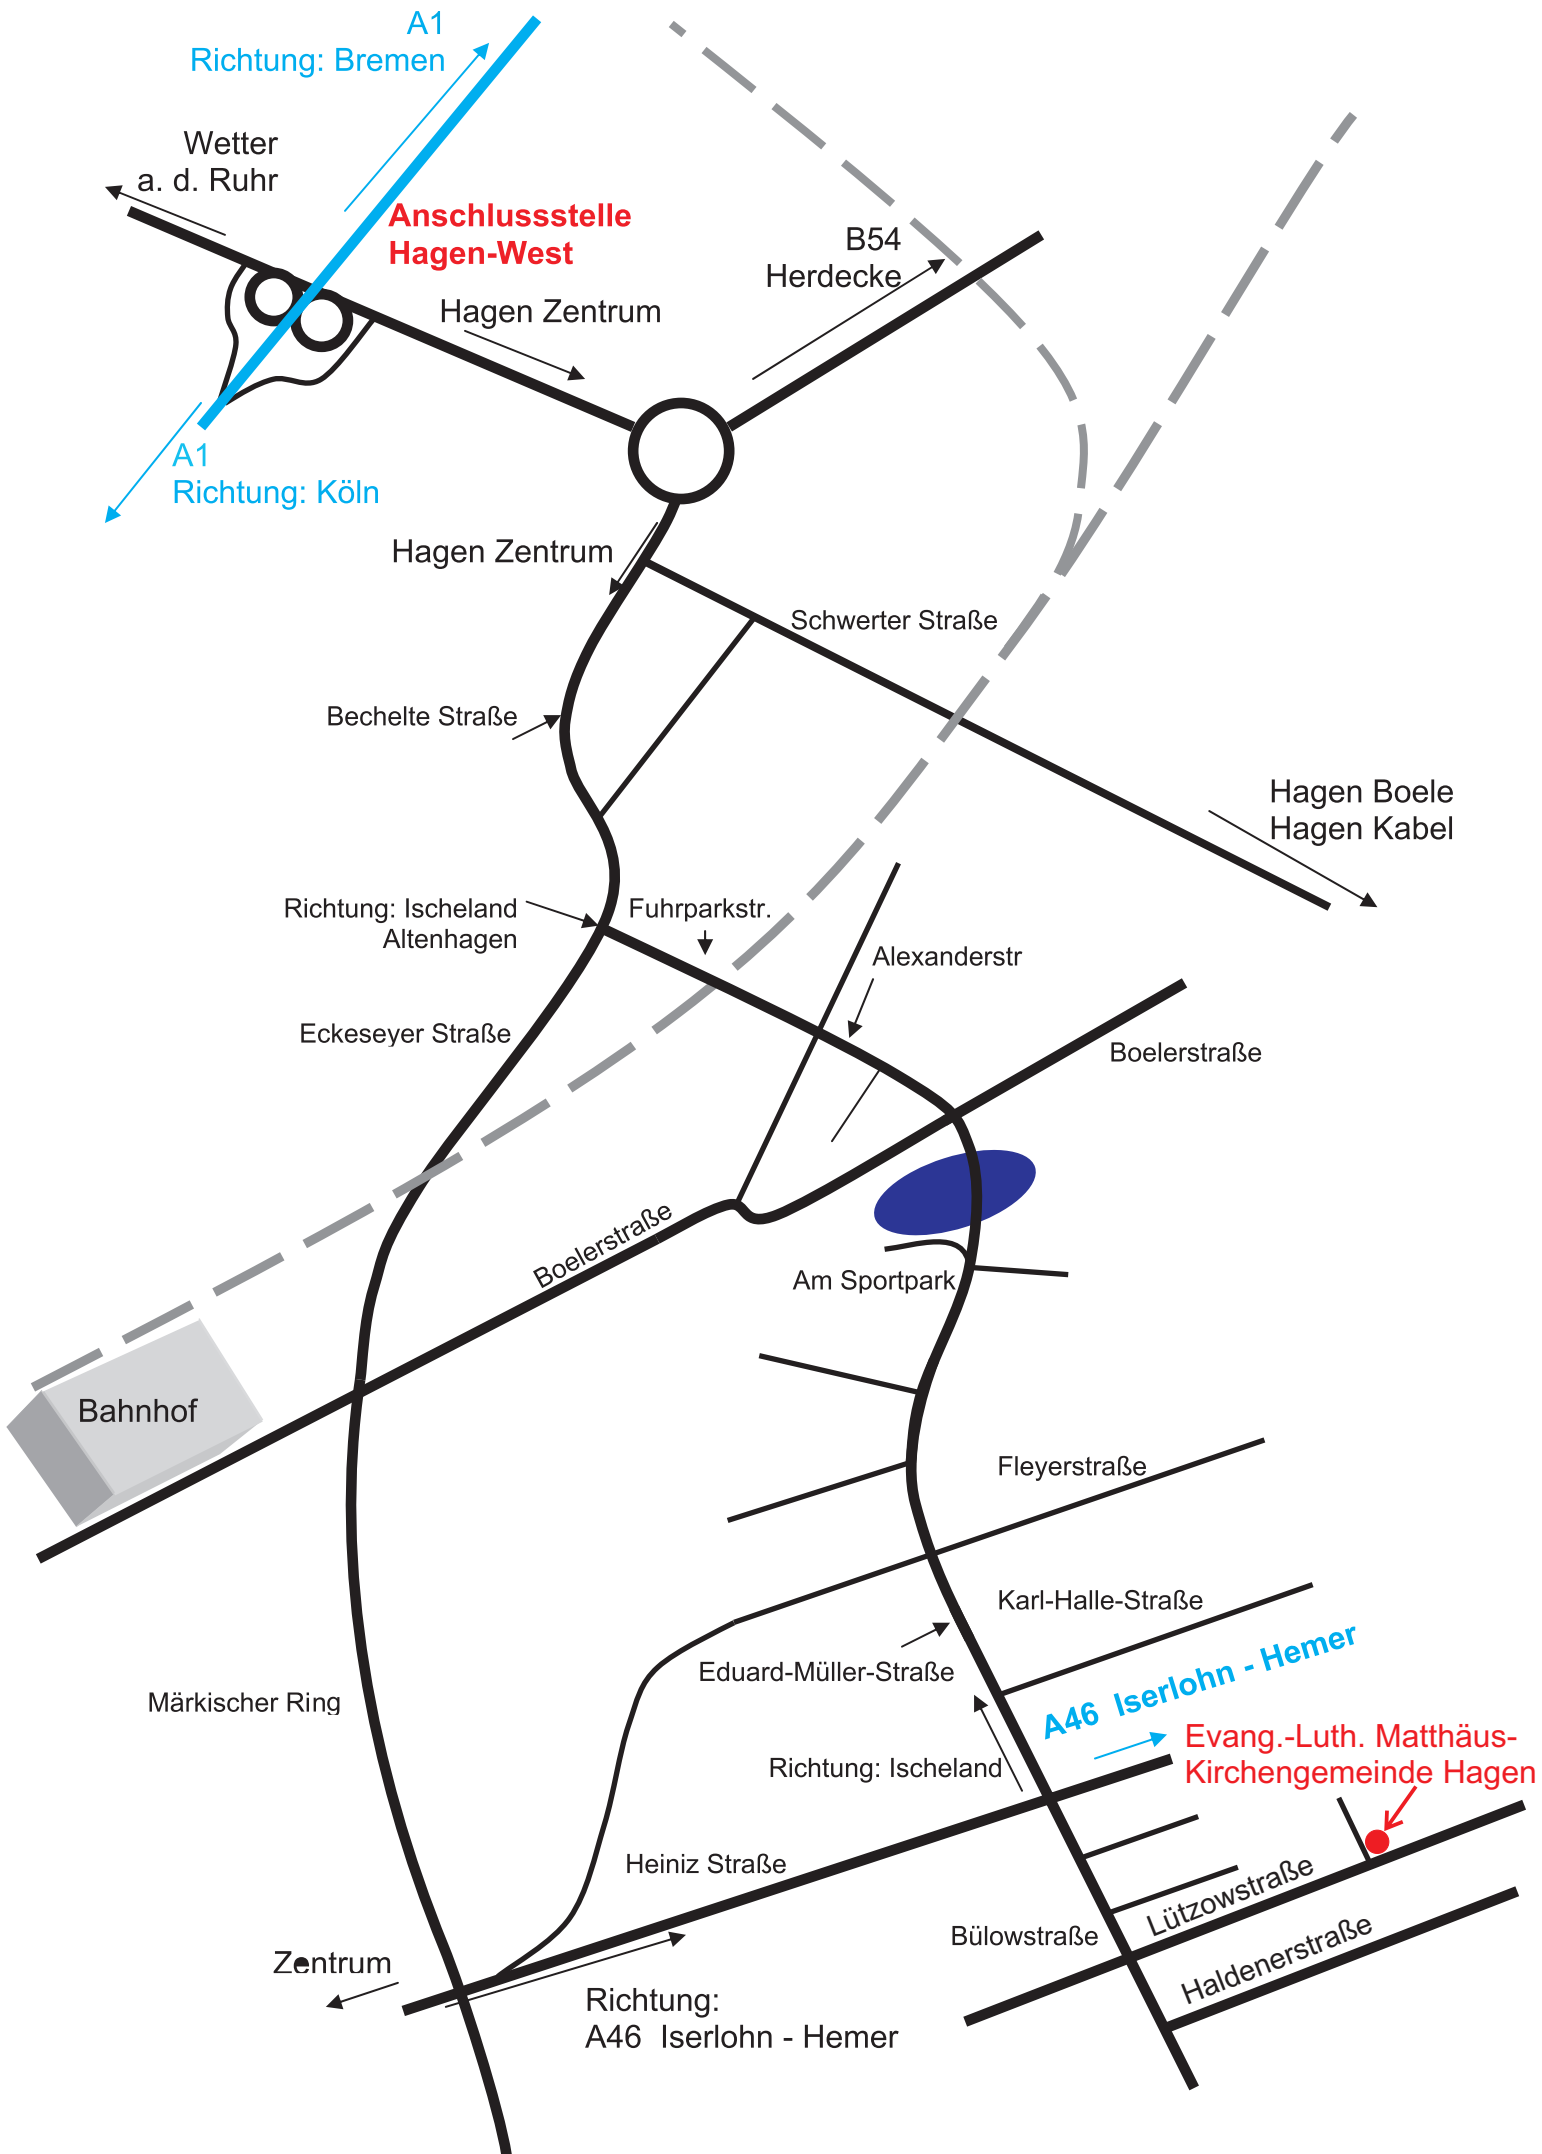 A1
Richtung: Bremen
Wetter
a. d. Ruhr
Anschlussstelle
Hagen-West
B54
Herdecke
Hagen Zentrum
A1
Richtung: Köln
Hagen Zentrum
Schwerter Straße
Bechelte Straße
Hagen Boele
Hagen Kabel
Richtung: Ischeland
Altenhagen
Fuhrparkstr.
Alexanderstr
Eckeseyer Straße
Boelerstraße
Boelerstraße
Am Sportpark
Bahnhof
Fleyerstraße
Karl-Halle-Straße
Eduard-Müller-Straße
A46 Iserlohn - Hemer
Märkischer Ring
Evang.-Luth. Matthäus-
Kirchengemeinde Hagen
Richtung: Ischeland
Heiniz Straße
Lützowstraße
Bülowstraße
Haldenerstraße
Zentrum
Richtung:
A46 Iserlohn - Hemer